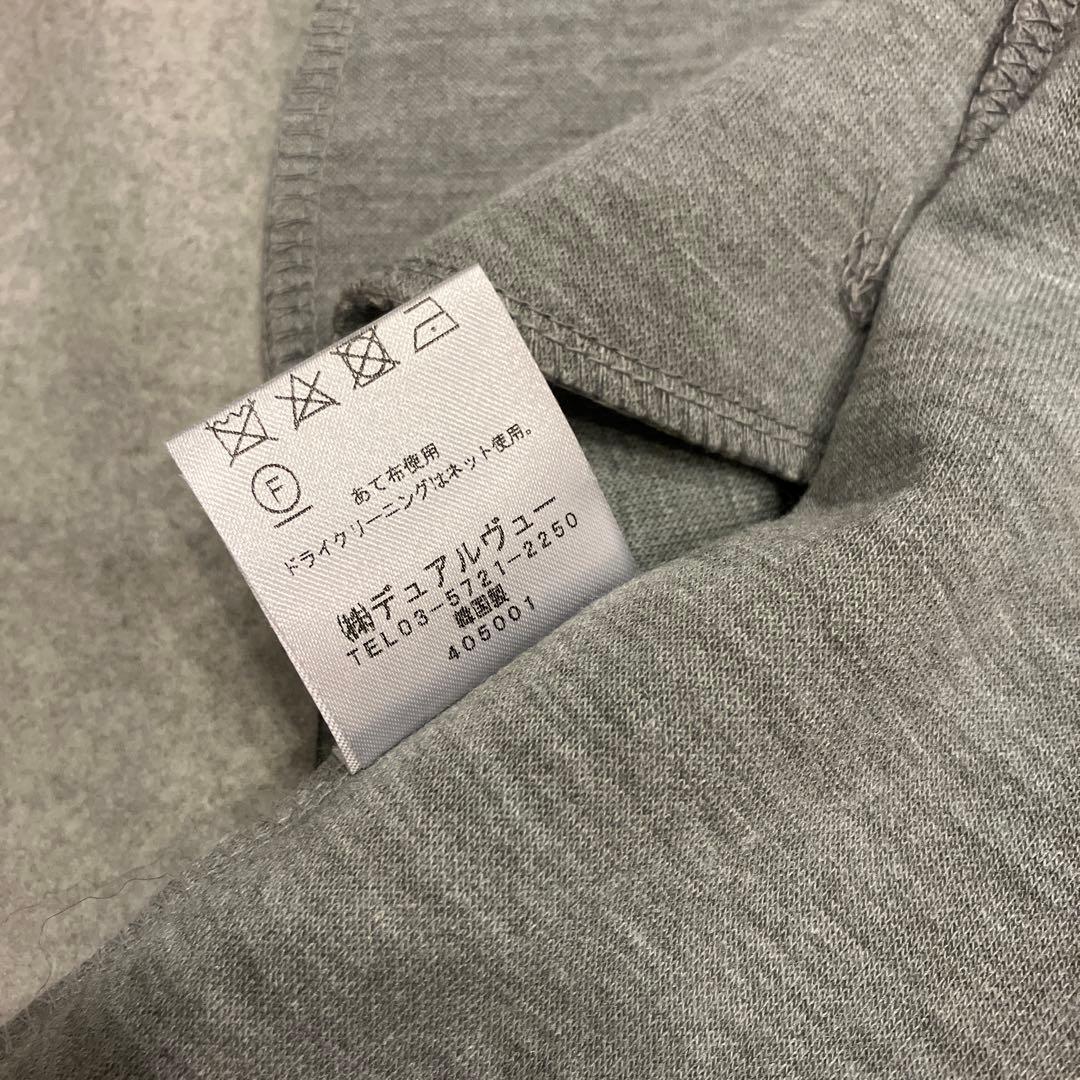 F
あて布使用
ドライクリーニングはネット使用。
㈱デュアルヴュー
TEL03-5721-2250
韓国製
405001